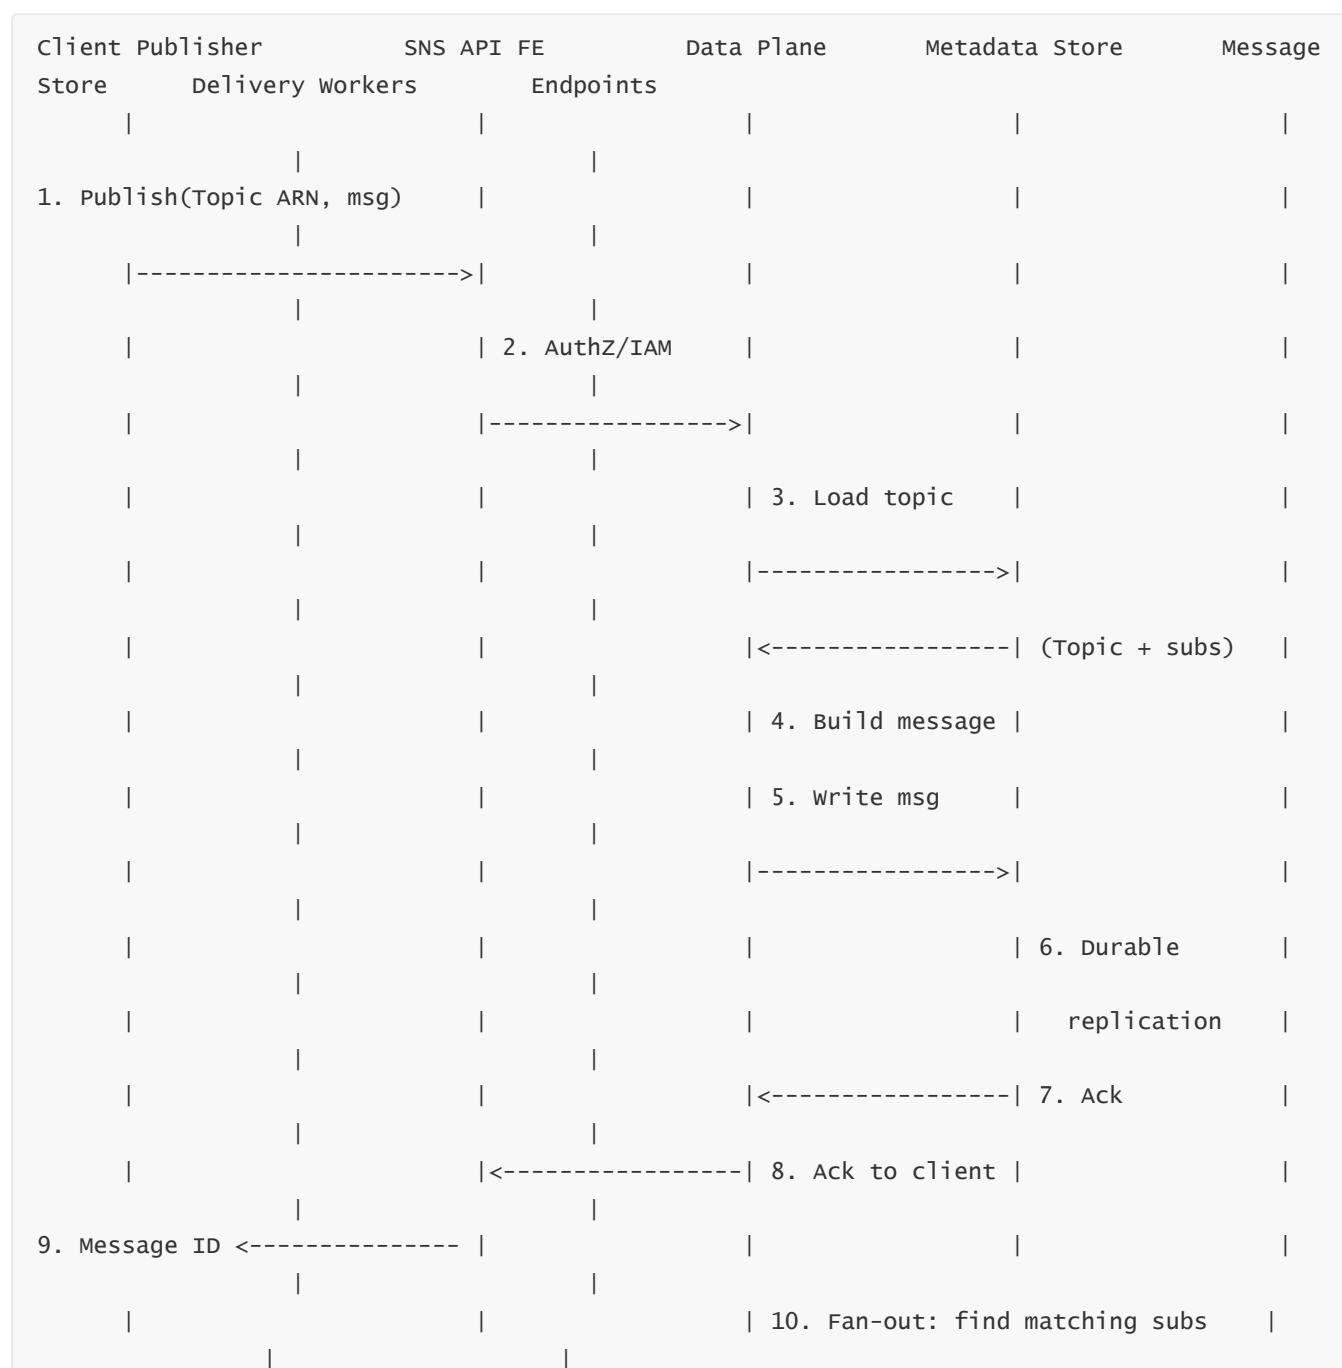 Client Publisher          SNS API FE          Data Plane       Metadata Store       Message
Store      Delivery Workers        Endpoints
      |                        |                  |                  |                  |
                  |                    |
1. Publish(Topic ARN, msg)     |                  |                  |                  |
                  |                    |
      |----------------------->|                  |                  |                  |
                  |                    |
      |                        | 2. AuthZ/IAM     |                  |                  |
                  |                    |
      |                        |----------------->|                  |                  |
                  |                    |
      |                        |                  | 3. Load topic    |                  |
                  |                    |
      |                        |                  |----------------->|                  |
                  |                    |
      |                        |                  |<-----------------| (Topic + subs)   |
                  |                    |
      |                        |                  | 4. Build message |                  |
                  |                    |
      |                        |                  | 5. Write msg     |                  |
                  |                    |
      |                        |                  |----------------->|                  |
                  |                    |
      |                        |                  |                  | 6. Durable       |
                  |                    |
      |                        |                  |                  |   replication    |
                  |                    |
      |                        |                  |<-----------------| 7. Ack           |
                  |                    |
      |                        |<-----------------| 8. Ack to client |                  |
                  |                    |
9. Message ID <--------------- |                  |                  |                  |
                  |                    |
      |                        |                  | 10. Fan-out: find matching subs    |
                |                    |